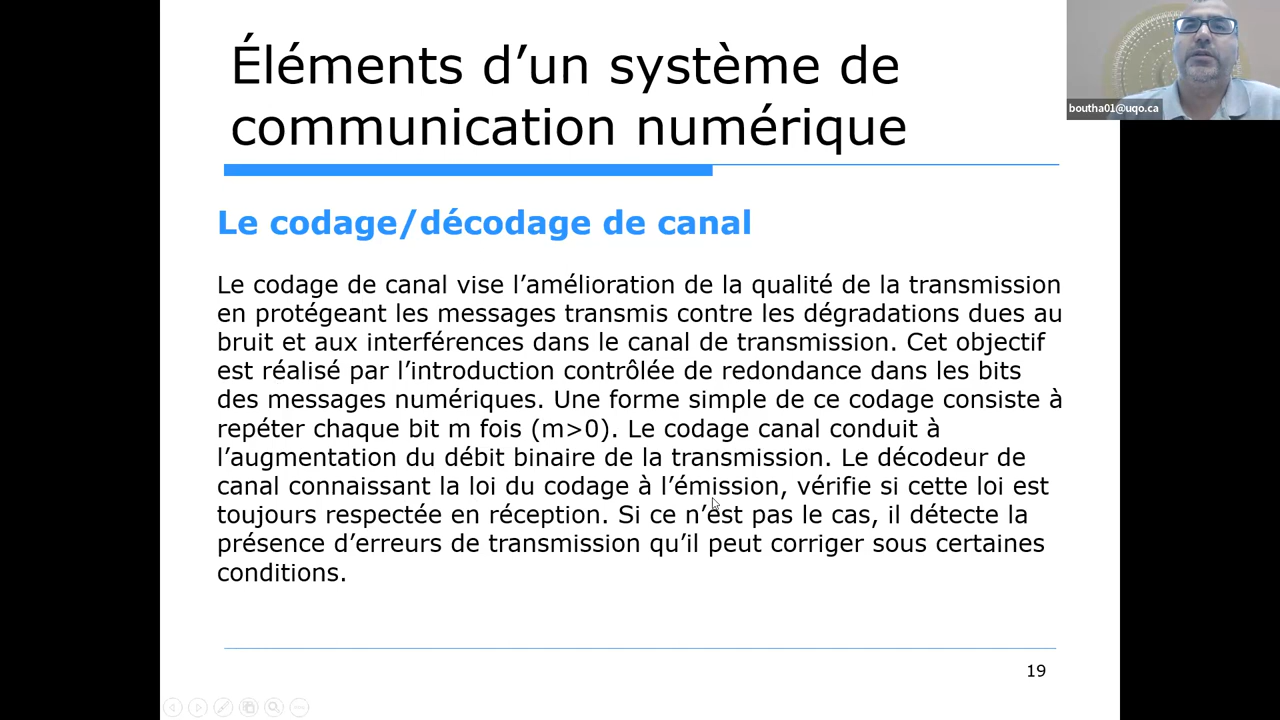 Éléments d’un système de
communication numérique
boutha01@uqo.ca
Le codage/décodage de canal
Le codage de canal vise l’amélioration de la qualité de la transmission
en protégeant les messages transmis contre les dégradations dues au
bruit et aux interférences dans le canal de transmission. Cet objectif
est réalisé par l’introduction contrôlée de redondance dans les bits
des messages numériques. Une forme simple de ce codage consiste à
repéter chaque bit m fois (m>0). Le codage canal conduit à
l’augmentation du débit binaire de la transmission. Le décodeur de
canal connaissant la loi du codage à l’émission, vérifie si cette loi est
toujours respectée en réception. Si ce n’est pas le cas, il détecte la
présence d’erreurs de transmission qu’il peut corriger sous certaines
conditions.
19